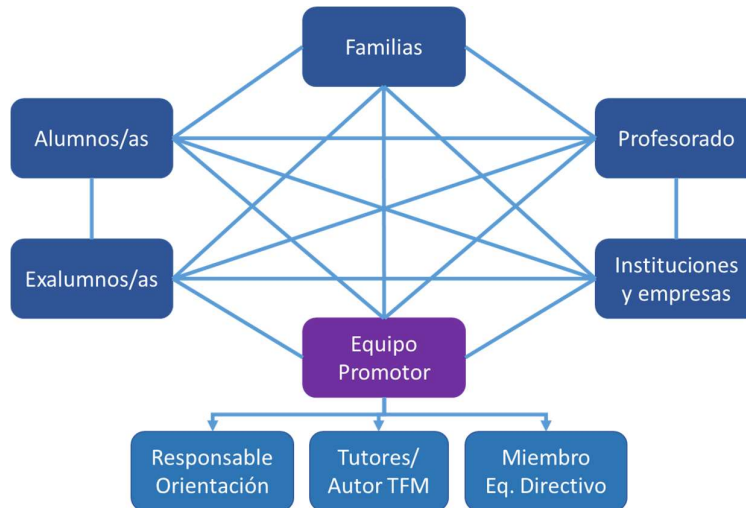 Familias
Alumnos/as
Profesorado
Exalumnos/as
Instituciones
y empresas
Equipo
Promotor
Responsable
Orientación
Tutores/
Autor TFM
Miembro
Eq. Directivo